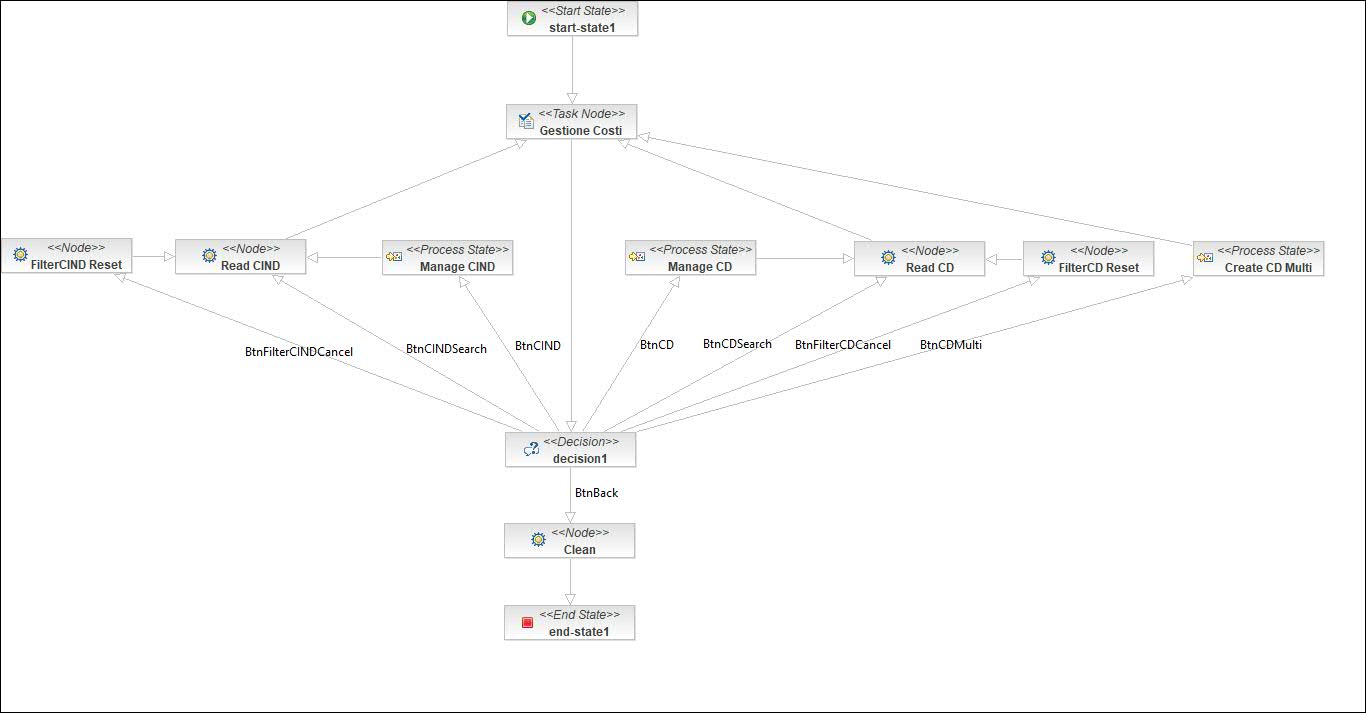 <<Start State>>
start-state1
<<Task Node>>
Gestione Costi
<<Node>>
FilterCIND Reset
<<Node>>
Read CIND
<<Process State>>
Manage CIND
<<Process State>>
Manage CD
<<Node>>
Read CD
<<Node>>
FilterCD Reset
<<Process State>>
Create CD Multi
BtnFilterCINDCancel
BtnCINDSearch
BtnCIND
BtnCD
BtnCDSearch
BtnFilterCDCancel
BtnCDMulti
<<Decision>>
decision1
BtnBack
<<Node>>
Clean
<<End State>>
end-state1